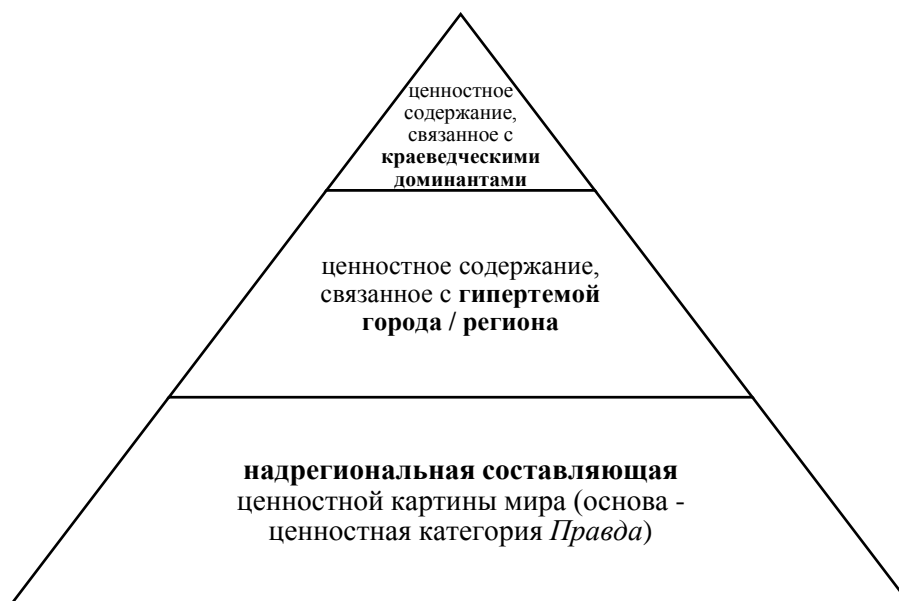 ценностное
содержание,
связанное с
краеведческими
доминантами
ценностное содержание,
связанное с гипертемой
города / региона
надрегиональная составляющая
ценностной картины мира (основа -
ценностная категория Правда)